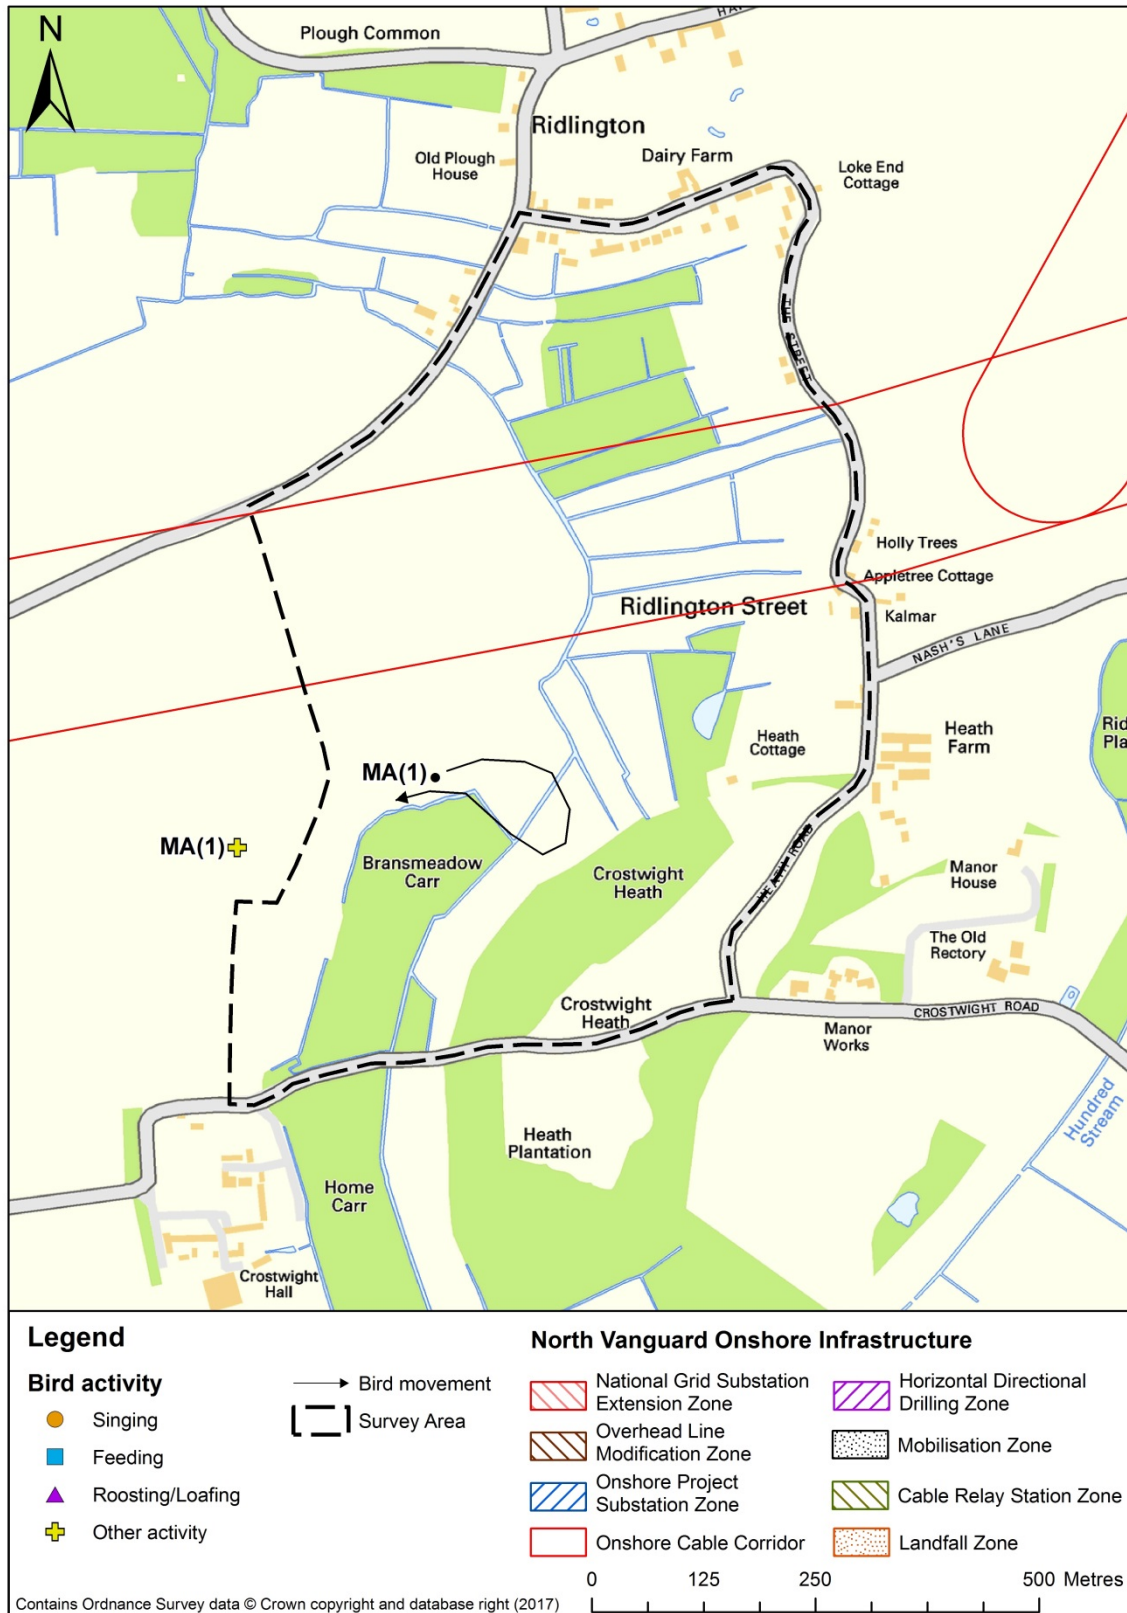 N
Plough Common
HA
Ridlington
Old Plough
House
Dairy Farm
Loke End
Cottage
THE STREET
Holly Trees
Appletree Cottage
Ridlington Street
Kalmar
NASH'S LANE
Heath
Cottage
Heath
Farm
Rid
Pla
MA(1)
MA(1)
Bransmeadow
Carr
Crostwight
Heath
HEATH ROAD
Manor
House
The Old
Rectory
Crostwight
Heath
CROSTWIGHT ROAD
Manor
Works
Hundred
Stream
Heath
Plantation
Home
Carr
Crostwight
Hall
Legend
Bird activity
Singing
Feeding
Roosting/Loafing
Other activity
Bird movement
Survey Area
North Vanguard Onshore Infrastructure
National Grid Substation
Extension Zone
Overhead Line
Modification Zone
Onshore Project
Substation Zone
Onshore Cable Corridor
Horizontal Directional
Drilling Zone
Mobilisation Zone
Cable Relay Station Zone
Landfall Zone
0 125 250 500 Metres
Contains Ordnance Survey data © Crown copyright and database right (2017)